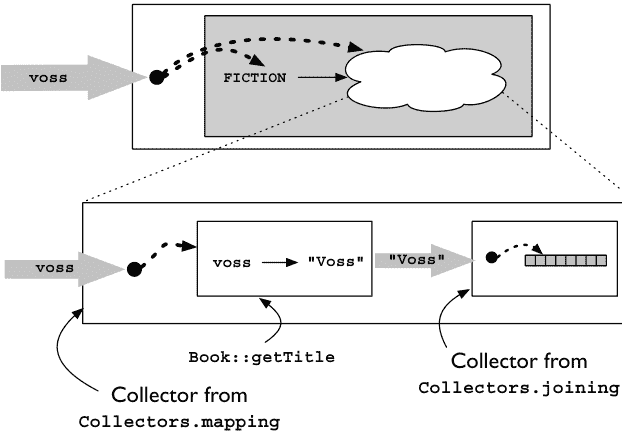 voss
FICTION
voss
voss "Voss"
"Voss"
Book::getTitle
Collector from
Collectors.mapping
Collector from
Collectors.joining